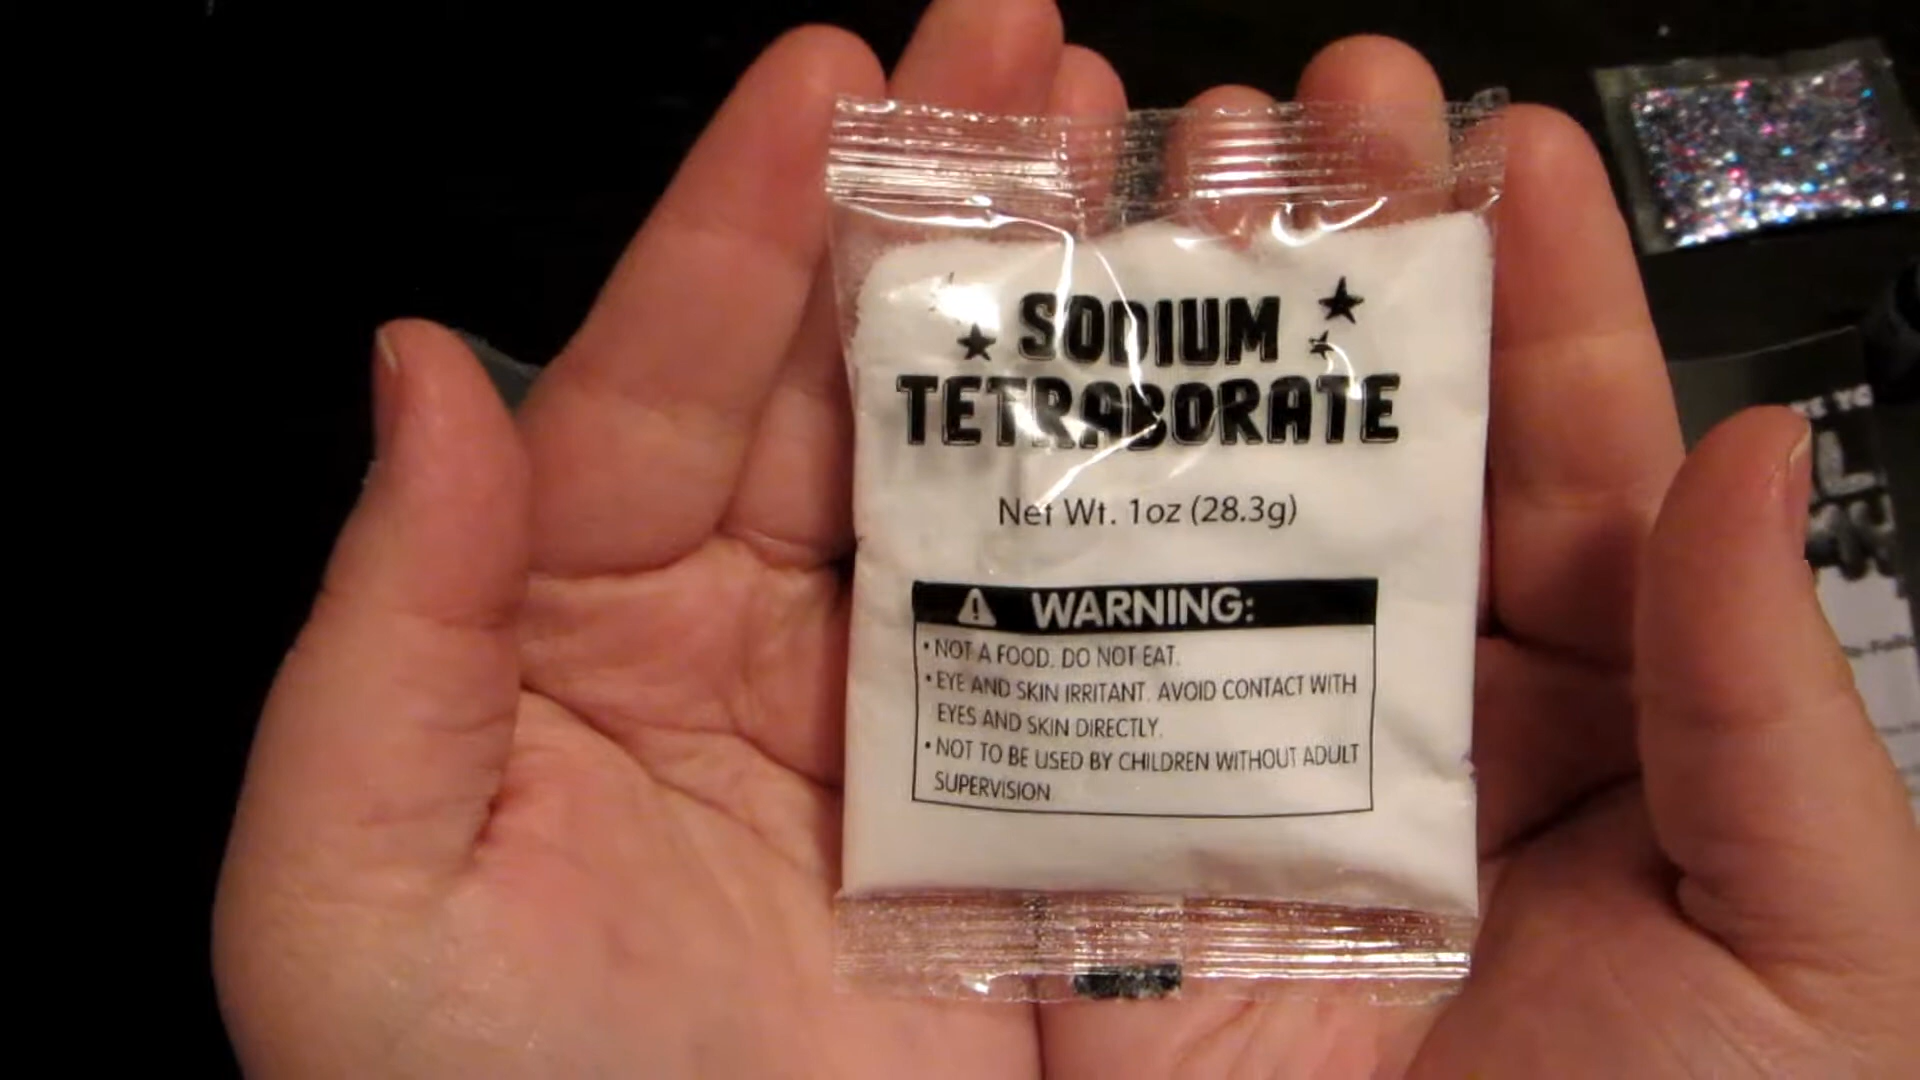 SODIUM
TETRABORATE
Net Wt. 1oz (28.3g)
WARNING:
• NOT A FOOD. DO NOT EAT.
• EYE AND SKIN IRRITANT. AVOID CONTACT WITH
EYES AND SKIN DIRECTLY.
• NOT TO BE USED BY CHILDREN WITHOUT ADULT
SUPERVISION